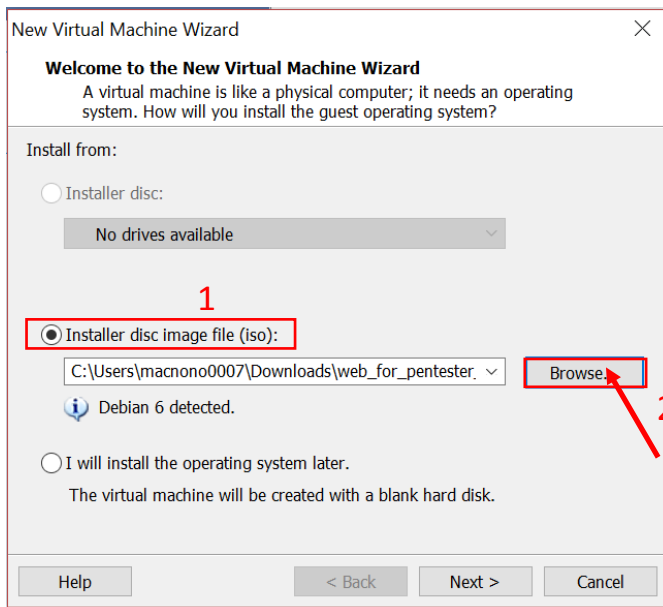 New Virtual Machine Wizard
Welcome to the New Virtual Machine Wizard
A virtual machine is like a physical computer; it needs an operating
system. How will you install the guest operating system?
Install from:
Installer disc:
No drives available
1
Installer disc image file (iso):
C:\Users\macnono0007\Downloads\web_for_pentester_
Browse...
2
Debian 6 detected.
I will install the operating system later.
The virtual machine will be created with a blank hard disk.
Help
< Back
Next >
Cancel